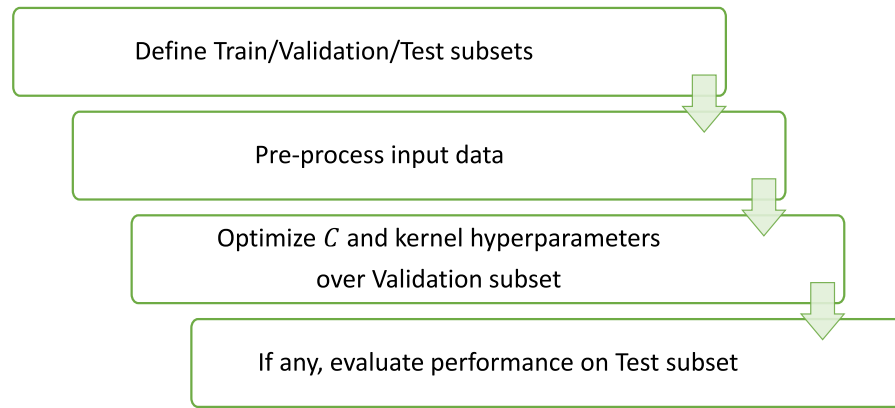 Define Train/Validation/Test subsets
Pre-process input data
Optimize C and kernel hyperparameters
over Validation subset
If any, evaluate performance on Test subset